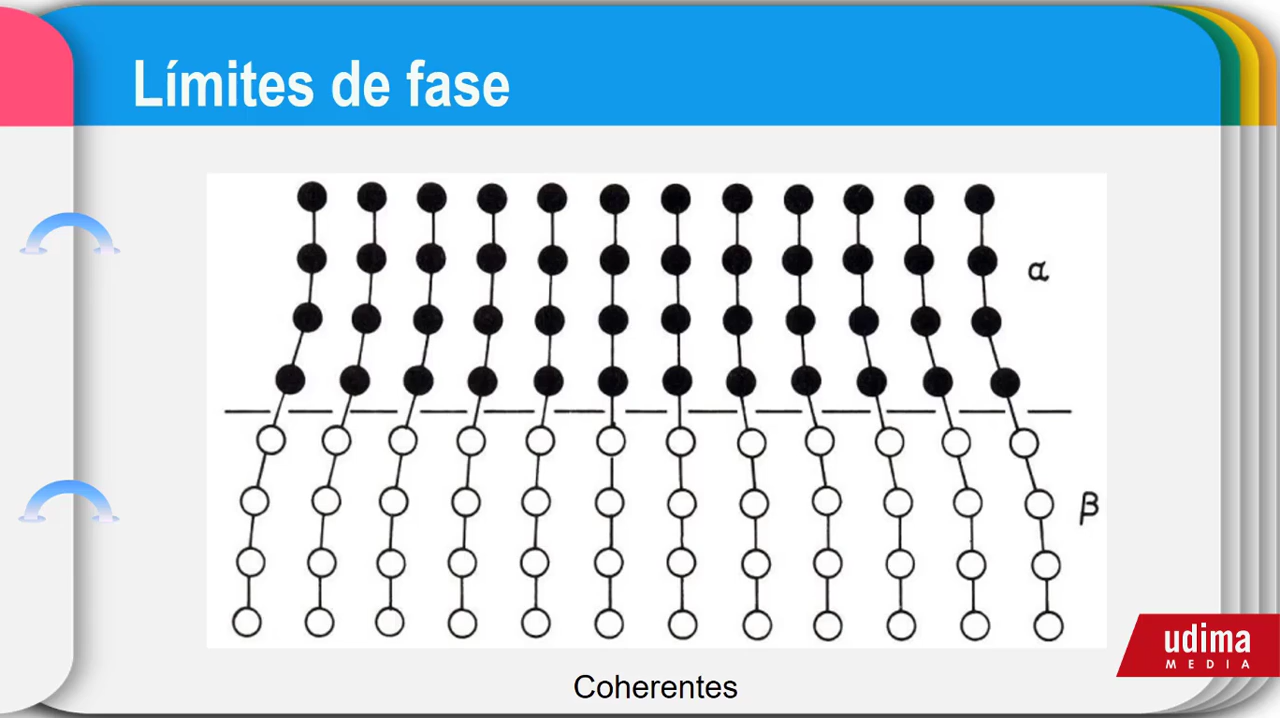 Límites de fase
α
β
udima
MEDIA
Coherentes